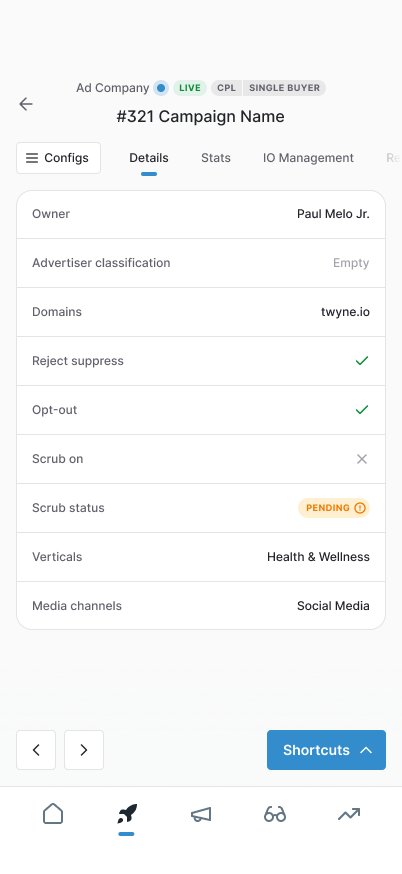 Ad Company LIVE CPL SINGLE BUYER
#321 Campaign Name
Configs Details Stats IO Management Re
Owner Paul Melo Jr.
Advertiser classification Empty
Domains twyne.io
Reject suppress
Opt-out
Scrub on
Scrub status PENDING
Verticals Health & Wellness
Media channels Social Media
Shortcuts